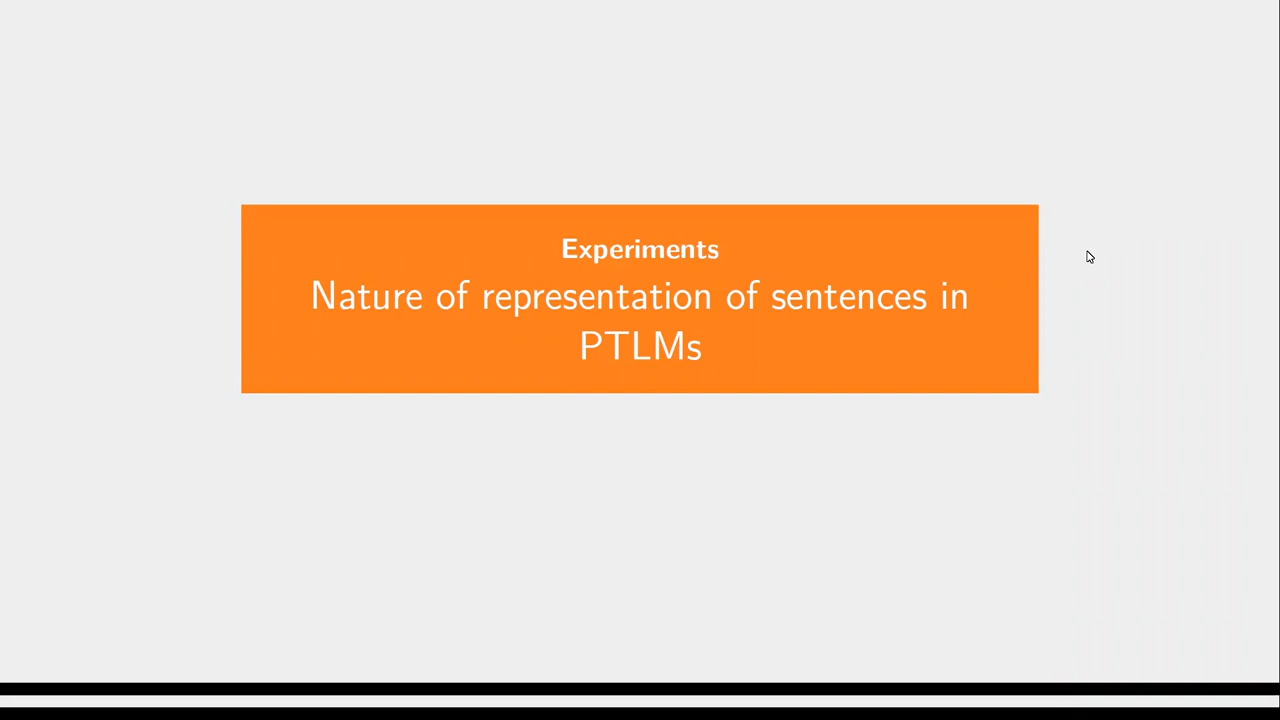 Experiments
Nature of representation of sentences in
PTLMs